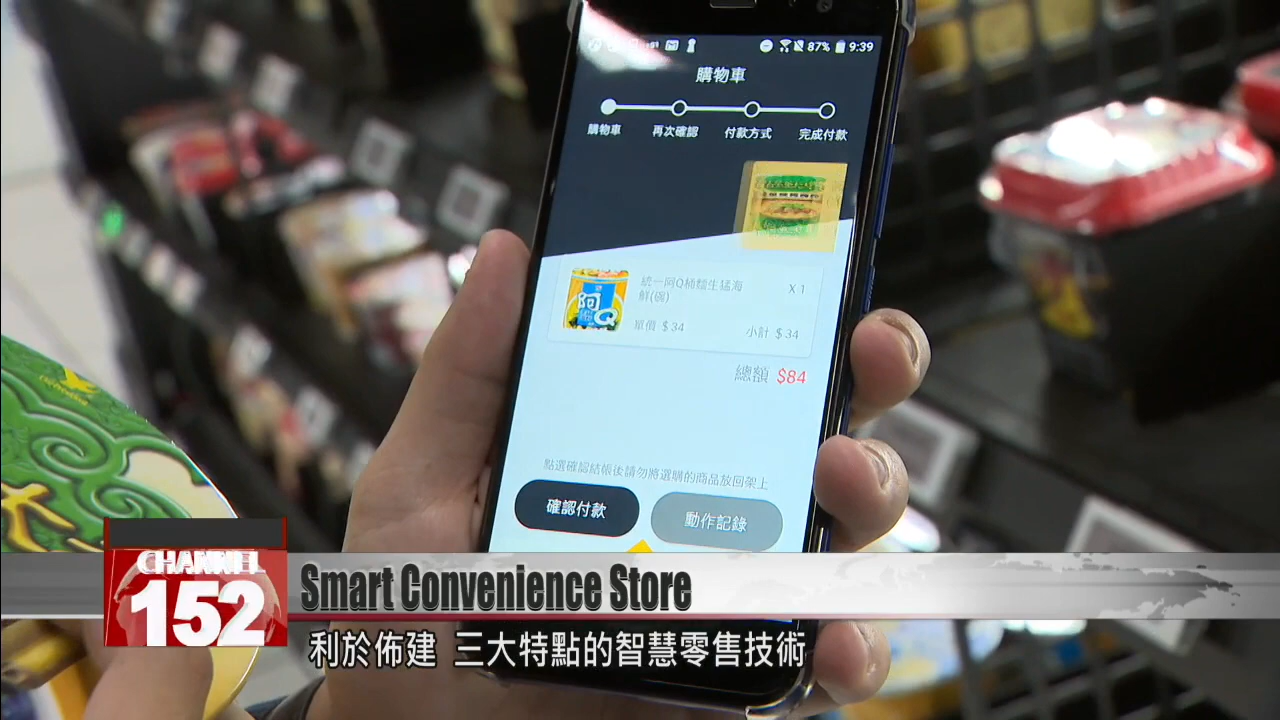 87% 9:39
購物車
購物車 再次確認 付款方式 完成付款
統一阿Q桶麵生猛海 X 1
鮮(碗)
單價 $34 小計 $34
阿Q
總額 $84
點選確認結帳後請勿將選購的商品放回架上
確認付款 動作記錄
CHANNEL
152
Smart Convenience Store
利於佈建 三大特點的智慧零售技術